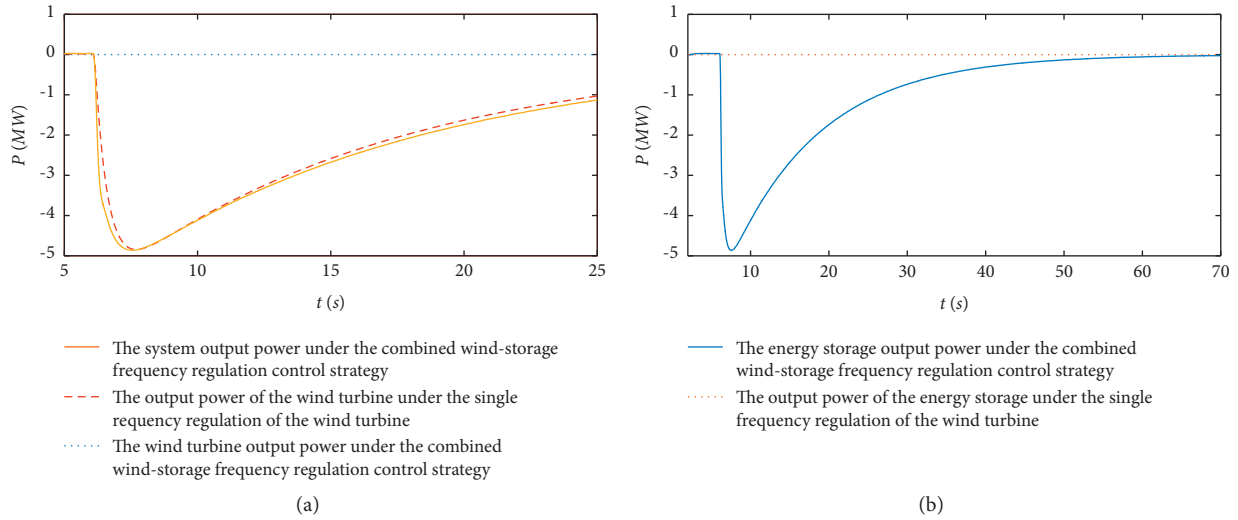 1
0
-1
-2
-3
-4
-5
P (MW)
5
10
15
20
25
t (s)
The system output power under the combined wind-storage
frequency regulation control strategy
The output power of the wind turbine under the single
requency regulation of the wind turbine
The wind turbine output power under the combined
wind-storage frequency regulation control strategy
(a)
1
0
-1
-2
-3
-4
-5
P (MW)
10
20
30
40
50
60
70
t (s)
The energy storage output power under the combined
wind-storage frequency regulation control strategy
The output power of the energy storage under the single
frequency regulation of the wind turbine
(b)